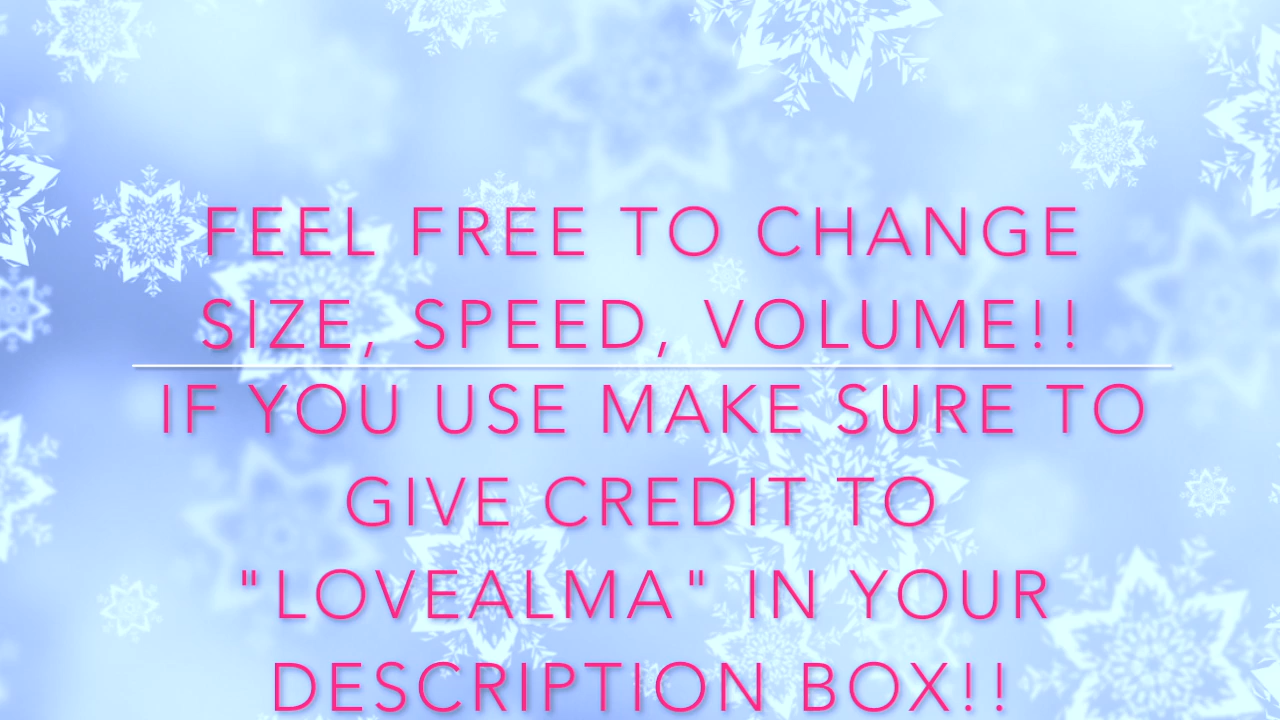 FEEL FREE TO CHANGE
SIZE, SPEED, VOLUME!!
IF YOU USE MAKE SURE TO
GIVE CREDIT TO
"LOVEALMA" IN YOUR
DESCRIPTION BOX!!